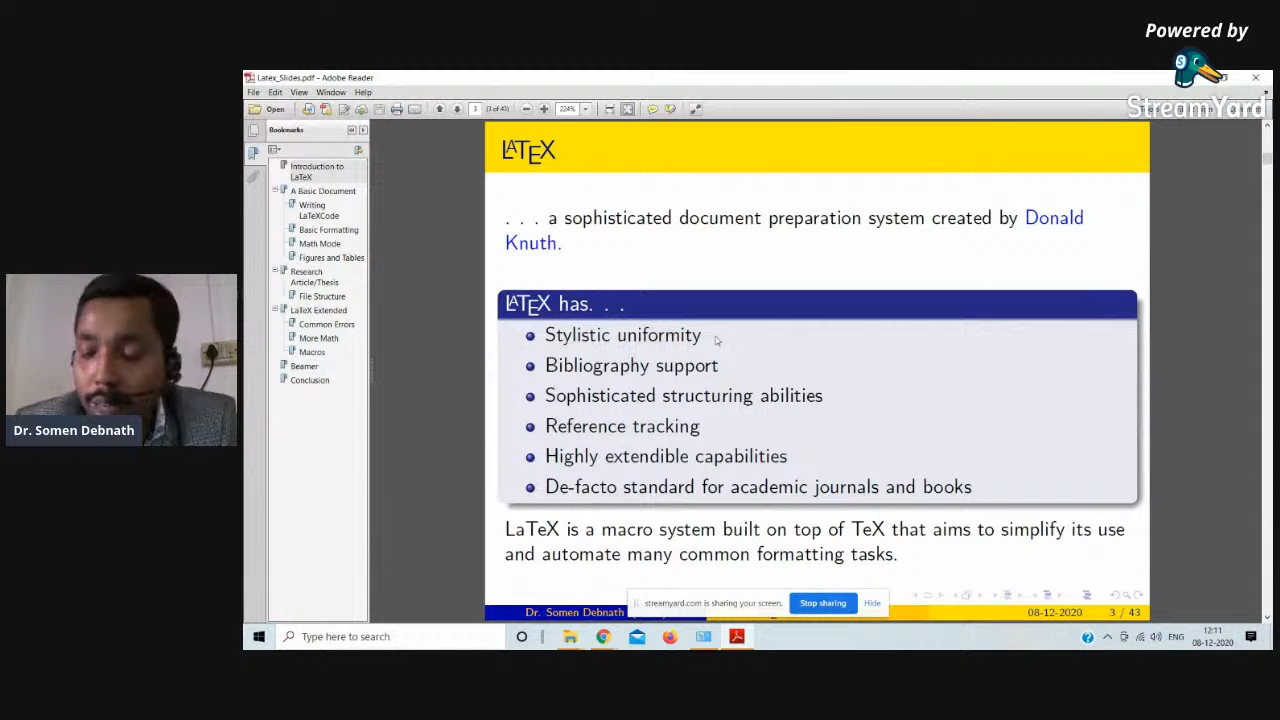 Powered by
StreamYard
Latex_Slides.pdf - Adobe Reader
File Edit View Window Help
Open
3 (3 of 43)
224%
Bookmarks
Introduction to
LaTeX
A Basic Document
Writing
LaTeXCode
Basic Formatting
Math Mode
Figures and Tables
Research
Article/Thesis
File Structure
LaTeX Extended
Common Errors
More Math
Macros
Beamer
Conclusion
LATEX
. . . a sophisticated document preparation system created by Donald
Knuth.
LATEX has. . .
Stylistic uniformity
Bibliography support
Sophisticated structuring abilities
Reference tracking
Highly extendible capabilities
De-facto standard for academic journals and books
LaTeX is a macro system built on top of TeX that aims to simplify its use
and automate many common formatting tasks.
Dr. Somen Debnath
streamyard.com is sharing your screen. Stop sharing Hide
Dr. Somen Debnath
08-12-2020 3 / 43
Type here to search
ENG
12:11
08-12-2020